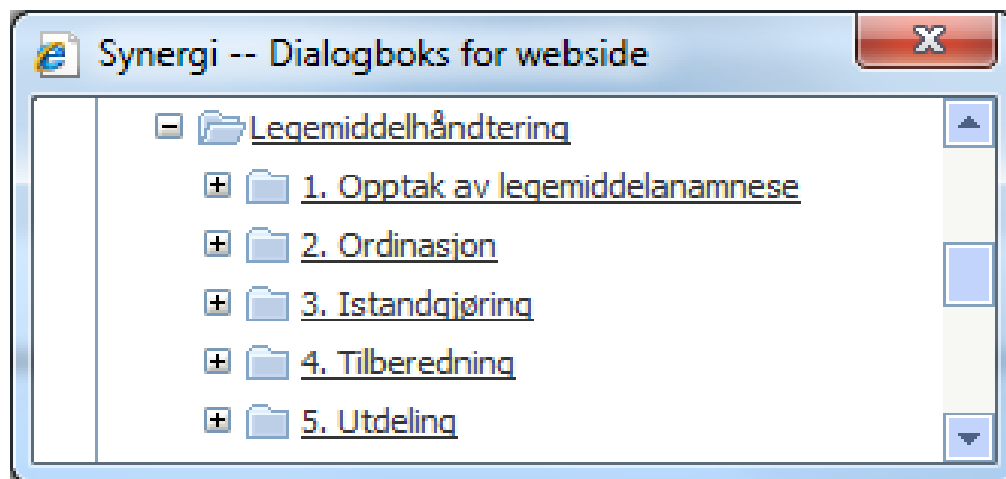 Synergi -- Dialogboks for webside
Legemiddelhåndtering
1. Opptak av legemiddelanamnese
2. Ordinasjon
3. Istandgjøring
4. Tilberedning
5. Utdeling